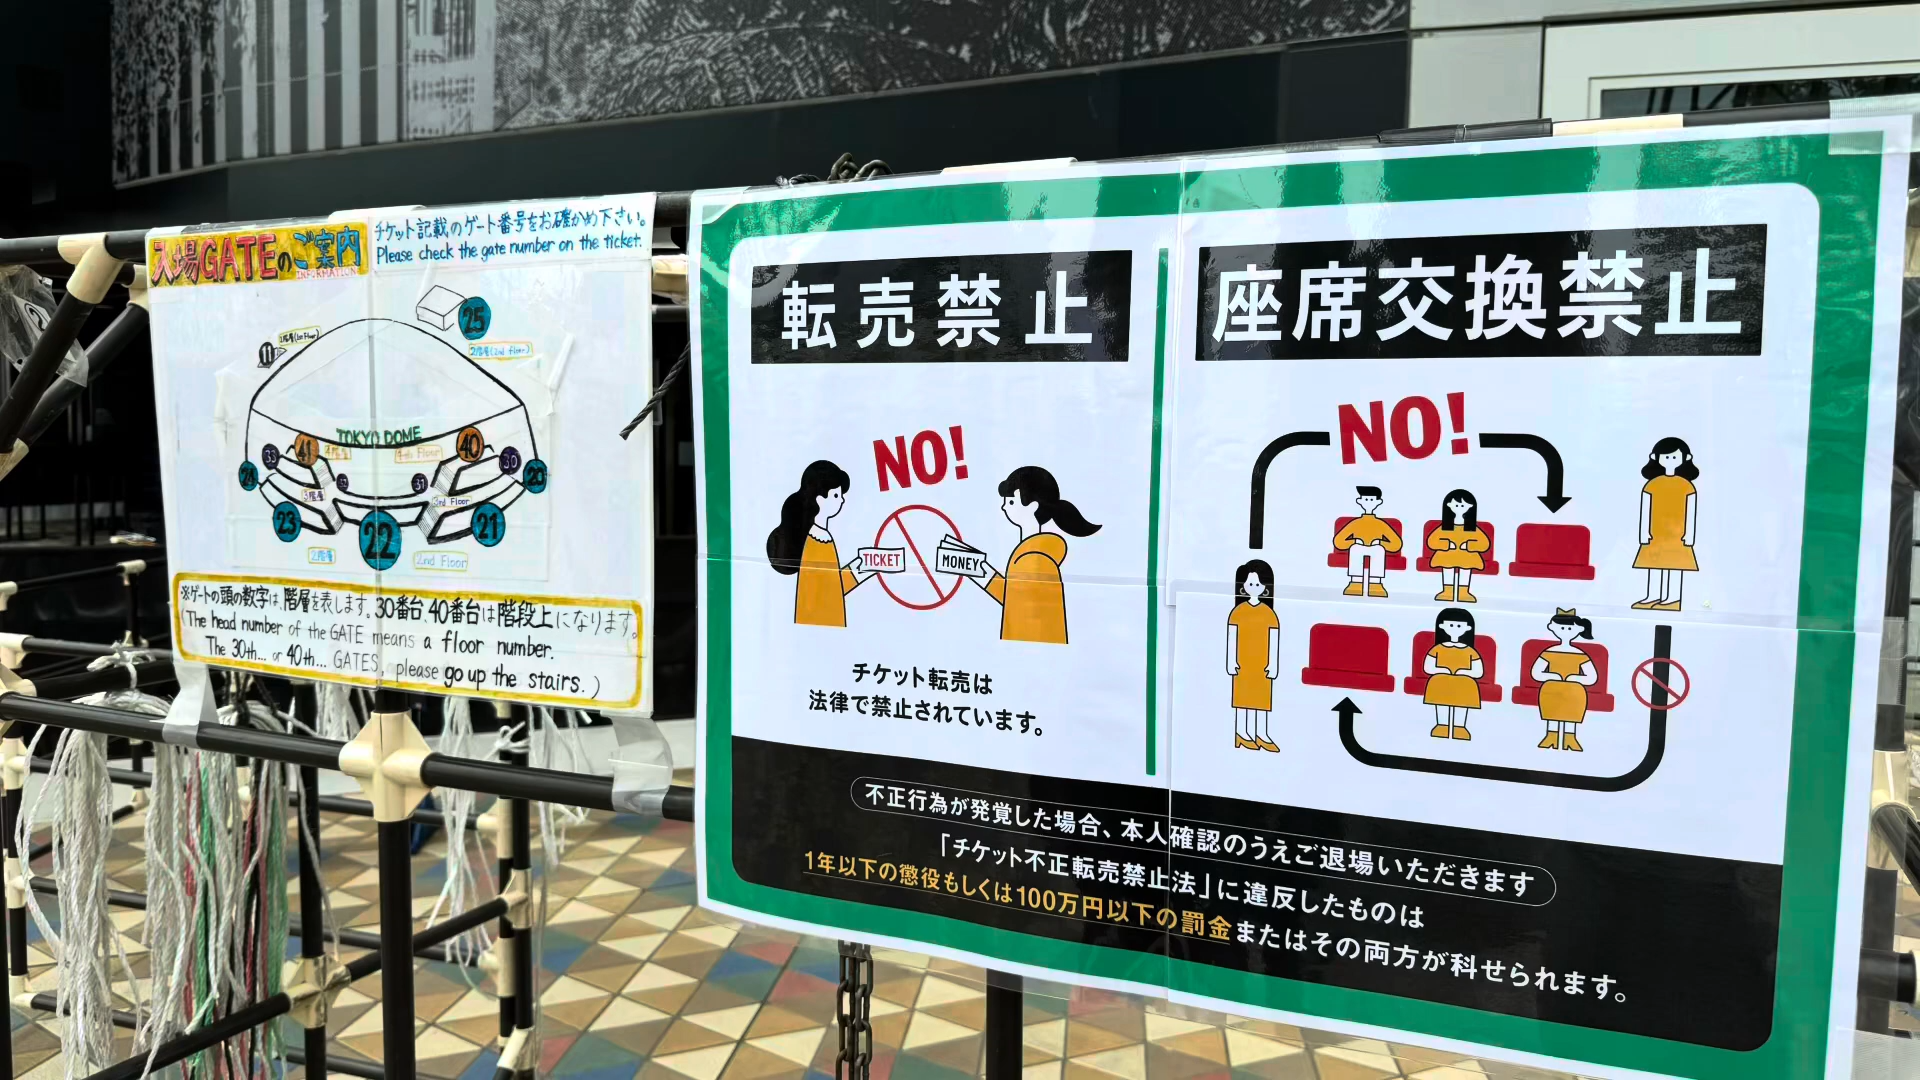 入場GATEのご案内
INFORMATION
チケット記載のゲート番号をお確かめ下さい。
Please check the gate number on the ticket.
25
2階層(2nd floor)
11
1階層(1st Floor)
TOKYO DOME
41
4階層
4th Floor
40
33
30
24
20
32
31
3階層
3rd Floor
23
22
21
2階層
2nd Floor
※ゲートの頭の数字は、階層を表します。30番台、40番台は階段上になります。
(The head number of the GATE means a floor number.
The 30th... or 40th... GATES, please go up the stairs.)
転売禁止
NO!
TICKET
MONEY
チケット転売は
法律で禁止されています。
座席交換禁止
NO!
不正行為が発覚した場合、本人確認のうえご退場いただきます
「チケット不正転売禁止法」に違反したものは
1年以下の懲役もしくは100万円以下の罰金またはその両方が科せられます。